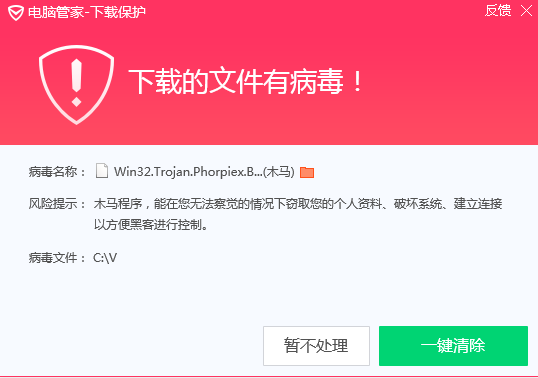 电脑管家-下载保护
反馈
下载的文件有病毒！
病毒名称： Win32.Trojan.Phorpiex.B...(木马)
风险提示： 木马程序，能在您无法察觉的情况下窃取您的个人资料、破坏系统、建立连接
以方便黑客进行控制。
病毒文件： C:\V
暂不处理
一键清除